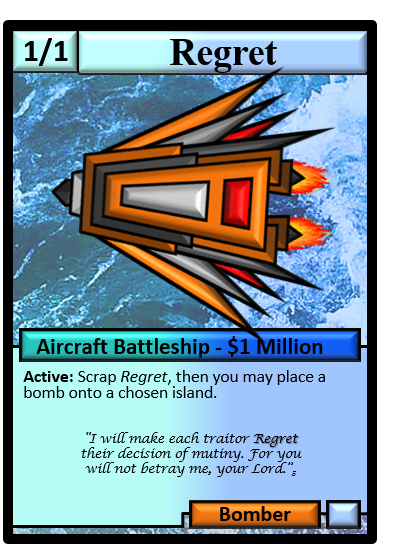 1/1 Regret
Aircraft Battleship - $1 Million
Active: Scrap Regret, then you may place a
bomb onto a chosen island.
“I will make each traitor Regret
their decision of mutiny. For you
will not betray me, your Lord.”s
Bomber